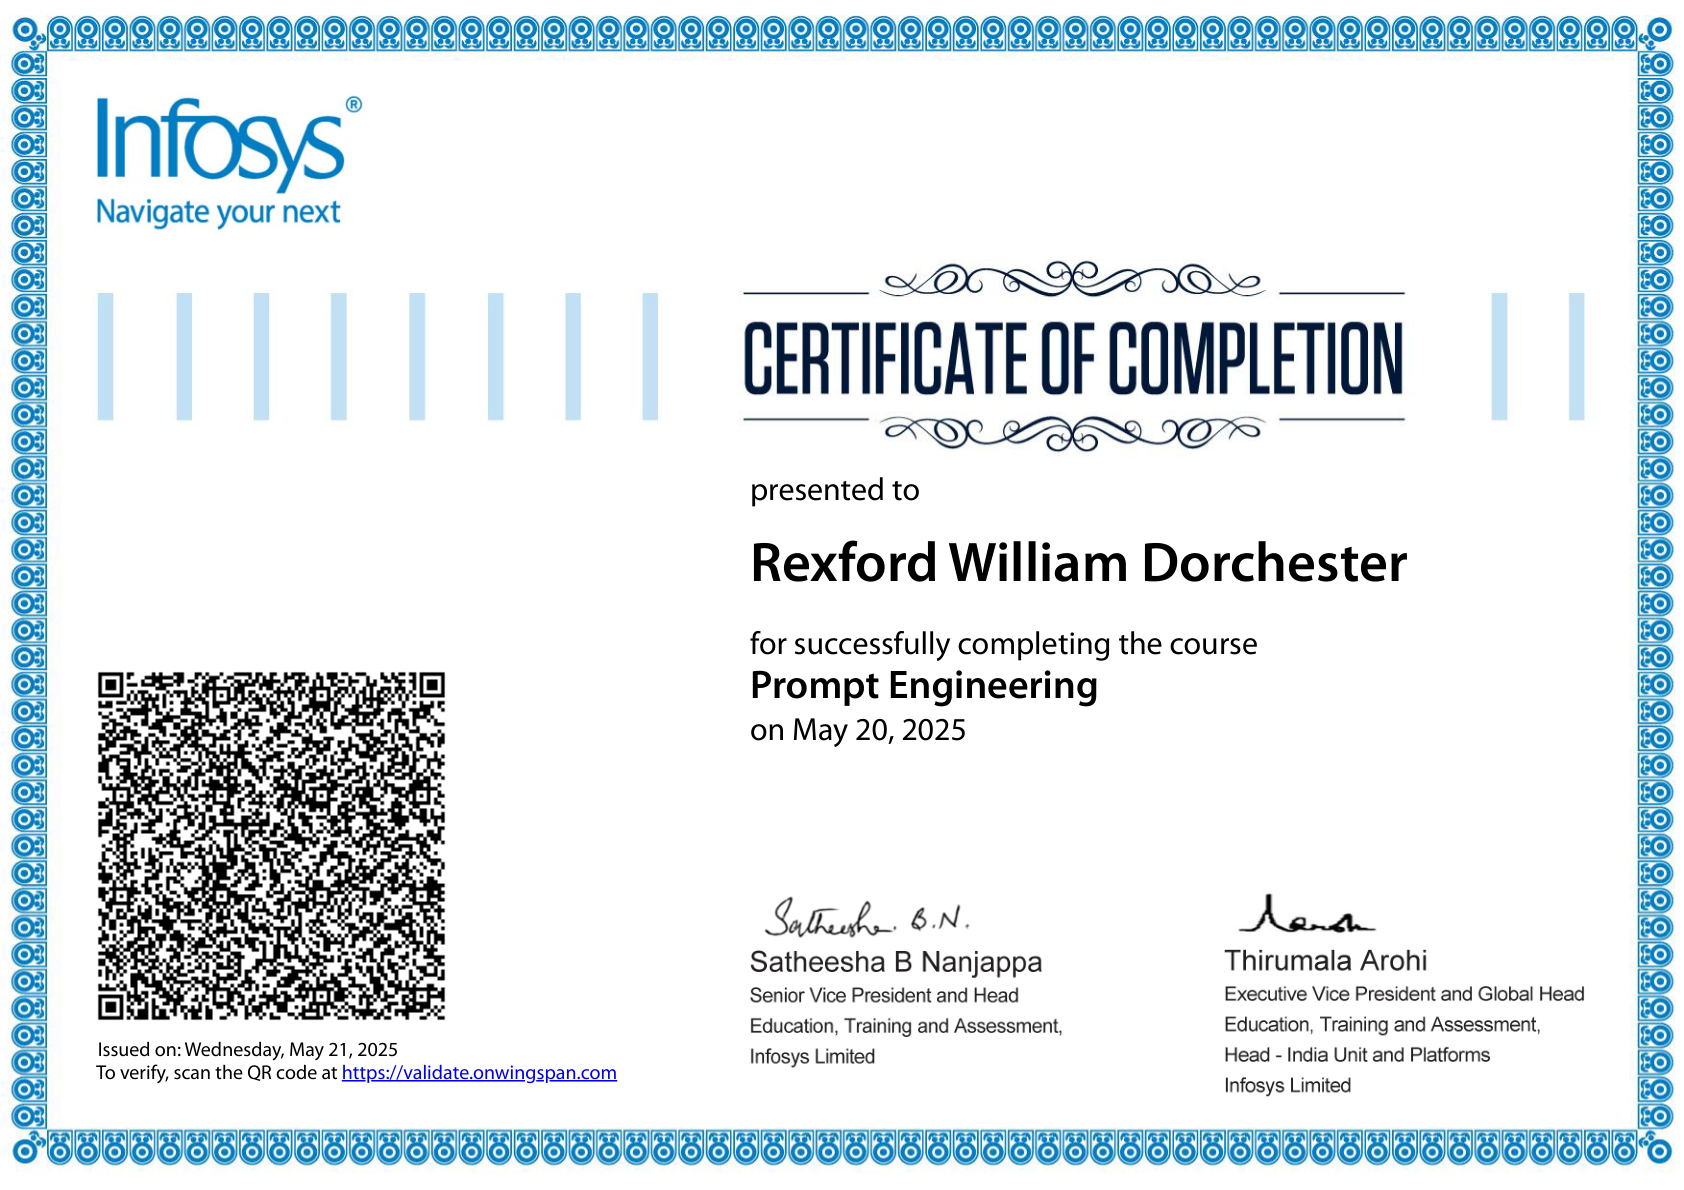 Infosys®
Navigate your next
CERTIFICATE OF COMPLETION
presented to
Rexford William Dorchester
for successfully completing the course
Prompt Engineering
on May 20, 2025
Satheesha. B.N.
Satheesha B Nanjappa
Senior Vice President and Head
Education, Training and Assessment,
Infosys Limited
Thirumala Arohi
Executive Vice President and Global Head
Education, Training and Assessment,
Head - India Unit and Platforms
Infosys Limited
Issued on: Wednesday, May 21, 2025
To verify, scan the QR code at https://validate.onwingspan.com